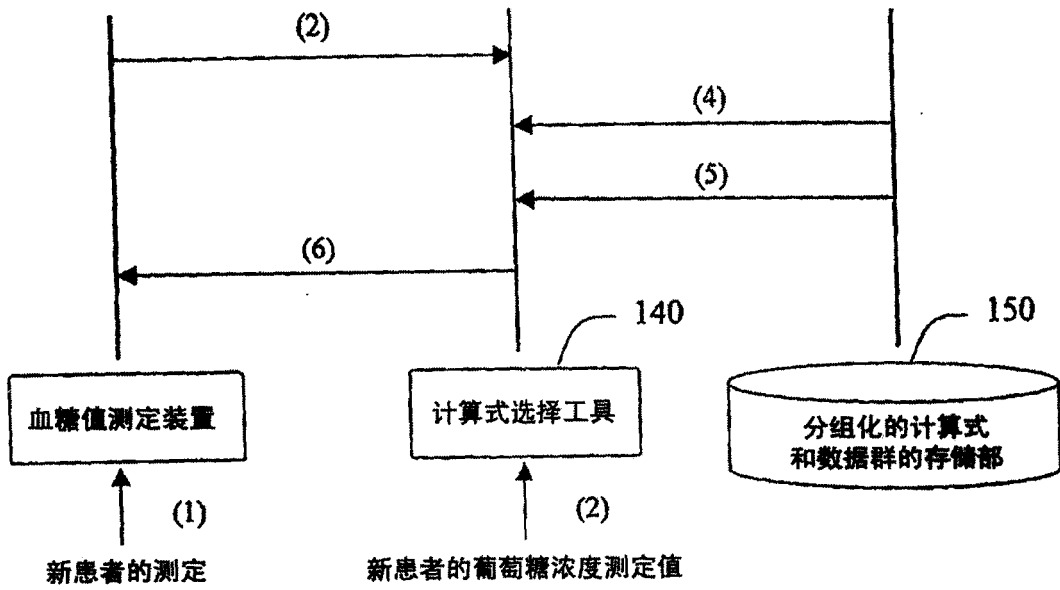 (2)
(4)
(5)
(6)
140
150
血糖值测定装置
计算式选择工具
分组化的计算式
和数据群的存储部
(1)
(2)
新患者的测定
新患者的葡萄糖浓度测定值